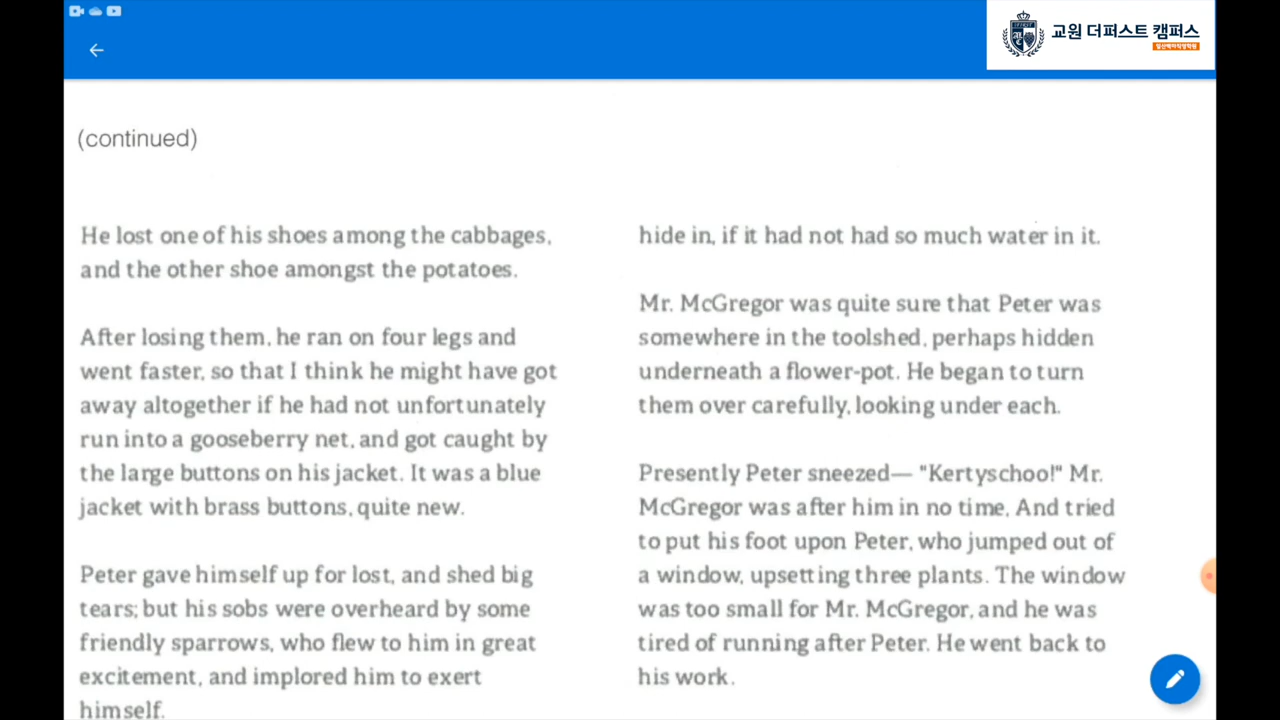 교원 더퍼스트 캠퍼스
(continued)
He lost one of his shoes among the cabbages,
and the other shoe amongst the potatoes.
After losing them, he ran on four legs and
went faster, so that I think he might have got
away altogether if he had not unfortunately
run into a gooseberry net, and got caught by
the large buttons on his jacket. It was a blue
jacket with brass buttons, quite new.
Peter gave himself up for lost, and shed big
tears; but his sobs were overheard by some
friendly sparrows, who flew to him in great
excitement, and implored him to exert
himself.
hide in, if it had not had so much water in it.
Mr. McGregor was quite sure that Peter was
somewhere in the toolshed, perhaps hidden
underneath a flower-pot. He began to turn
them over carefully, looking under each.
Presently Peter sneezed— "Kertyschoo!" Mr.
McGregor was after him in no time, And tried
to put his foot upon Peter, who jumped out of
a window, upsetting three plants. The window
was too small for Mr. McGregor, and he was
tired of running after Peter. He went back to
his work.